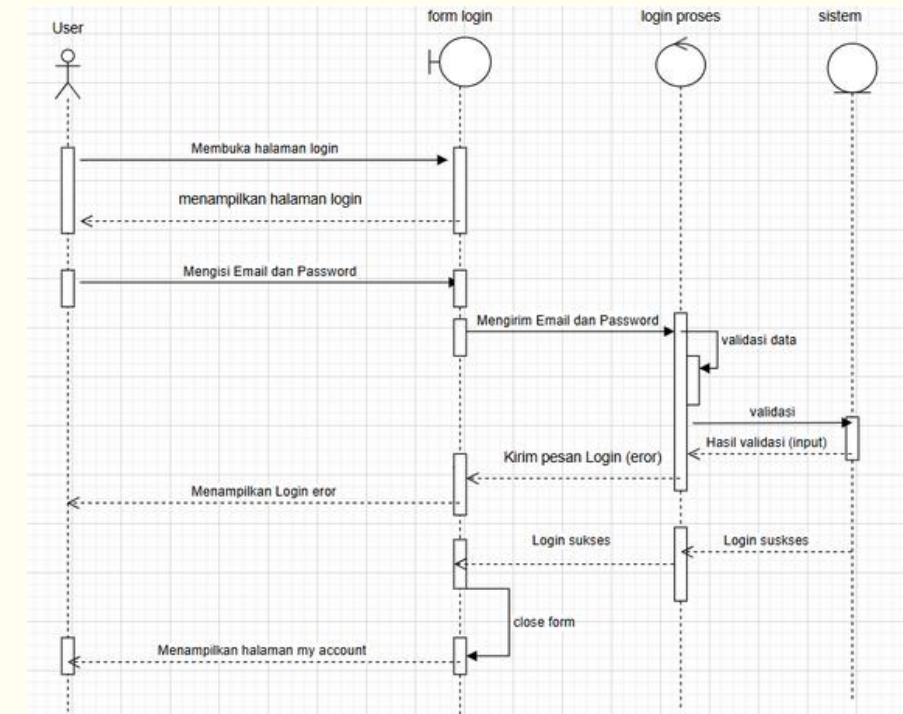 User
form login
login proses
sistem
Membuka halaman login
menampilkan halaman login
Mengisi Email dan Password
Mengirim Email dan Password
validasi data
validasi
Hasil validasi (input)
Kirim pesan Login (eror)
Menampilkan Login eror
Login sukses
Login suskses
close form
Menampilkan halaman my account